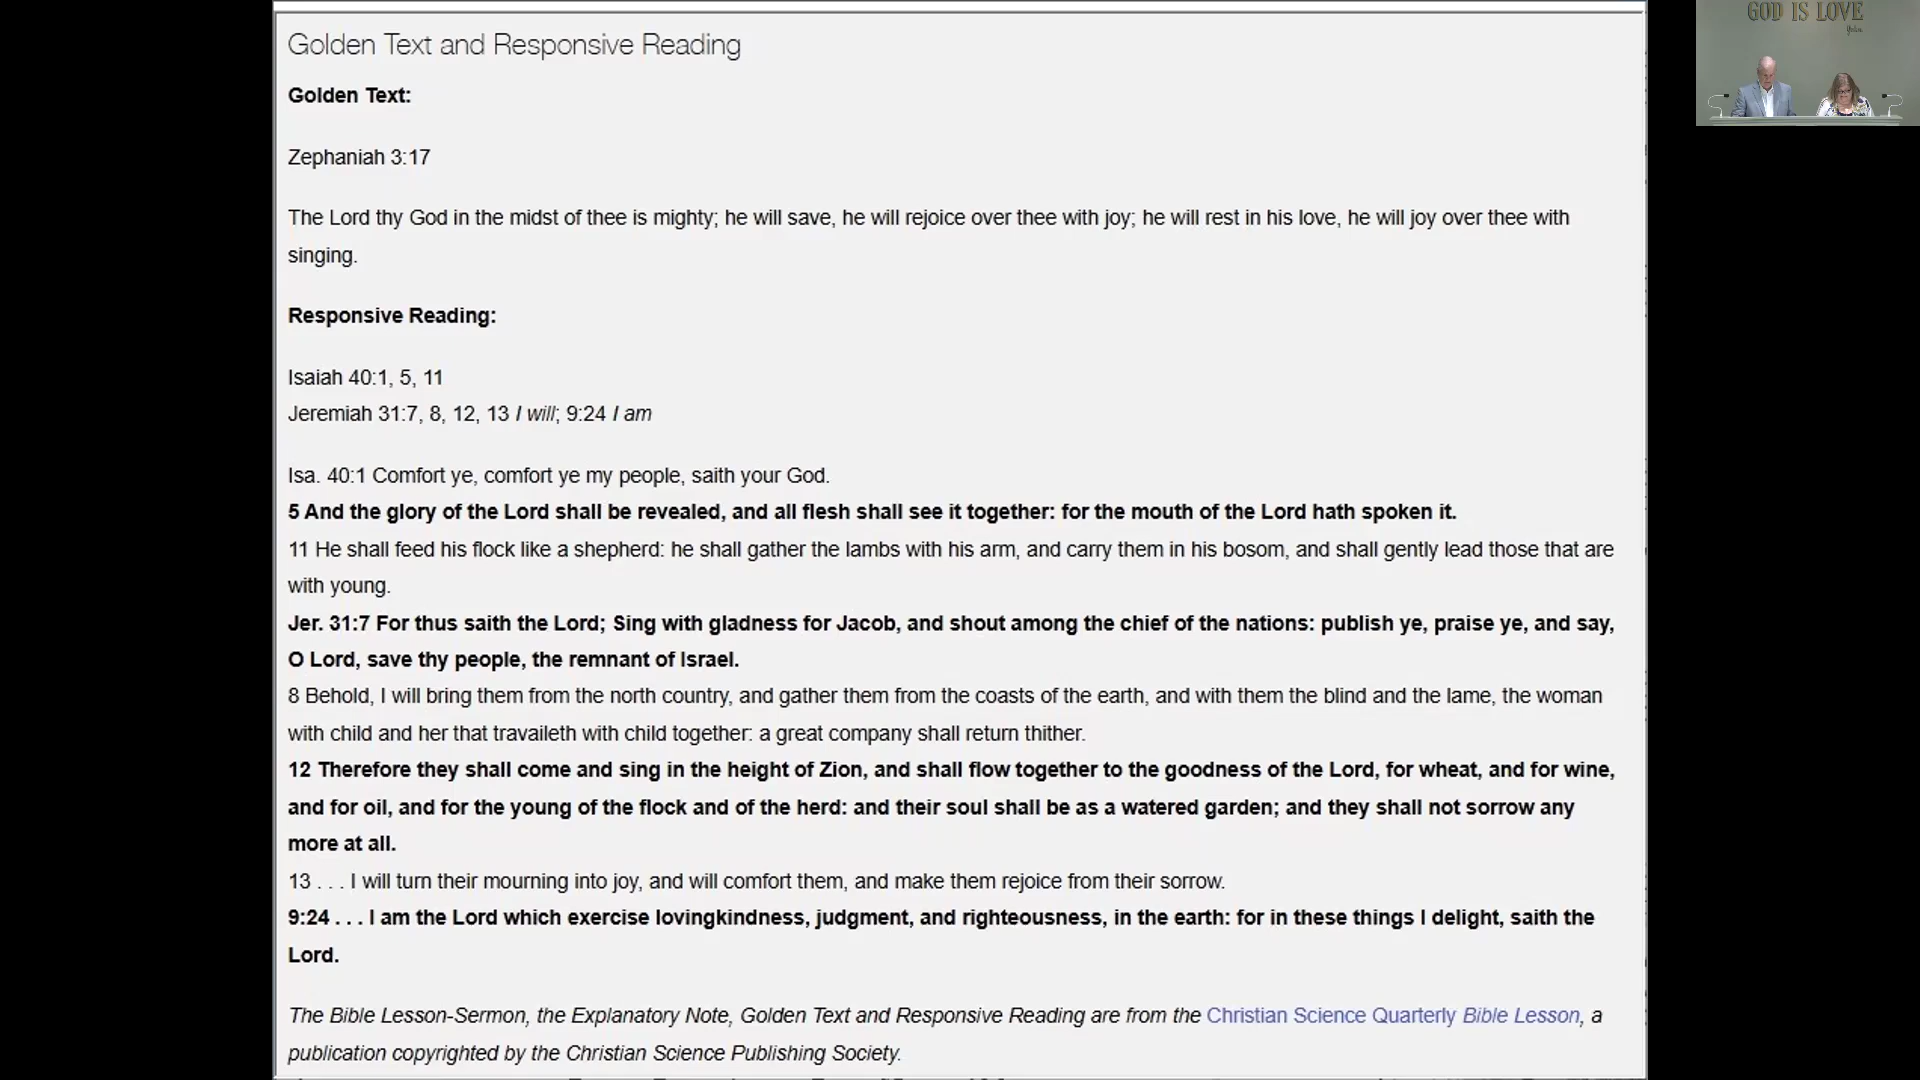 Golden Text and Responsive Reading
Golden Text:
Zephaniah 3:17
The Lord thy God in the midst of thee is mighty; he will save, he will rejoice over thee with joy; he will rest in his love, he will joy over thee with
singing.
Responsive Reading:
Isaiah 40:1, 5, 11
Jeremiah 31:7, 8, 12, 13 I will; 9:24 I am
Isa. 40:1 Comfort ye, comfort ye my people, saith your God.
5 And the glory of the Lord shall be revealed, and all flesh shall see it together: for the mouth of the Lord hath spoken it.
11 He shall feed his flock like a shepherd: he shall gather the lambs with his arm, and carry them in his bosom, and shall gently lead those that are
with young.
Jer. 31:7 For thus saith the Lord; Sing with gladness for Jacob, and shout among the chief of the nations: publish ye, praise ye, and say,
O Lord, save thy people, the remnant of Israel.
8 Behold, I will bring them from the north country, and gather them from the coasts of the earth, and with them the blind and the lame, the woman
with child and her that travaileth with child together: a great company shall return thither.
12 Therefore they shall come and sing in the height of Zion, and shall flow together to the goodness of the Lord, for wheat, and for wine,
and for oil, and for the young of the flock and of the herd: and their soul shall be as a watered garden; and they shall not sorrow any
more at all.
13 . . . I will turn their mourning into joy, and will comfort them, and make them rejoice from their sorrow.
9:24 . . . I am the Lord which exercise lovingkindness, judgment, and righteousness, in the earth: for in these things I delight, saith the
Lord.
The Bible Lesson-Sermon, the Explanatory Note, Golden Text and Responsive Reading are from the Christian Science Quarterly Bible Lesson, a
publication copyrighted by the Christian Science Publishing Society.
GOD IS LOVE